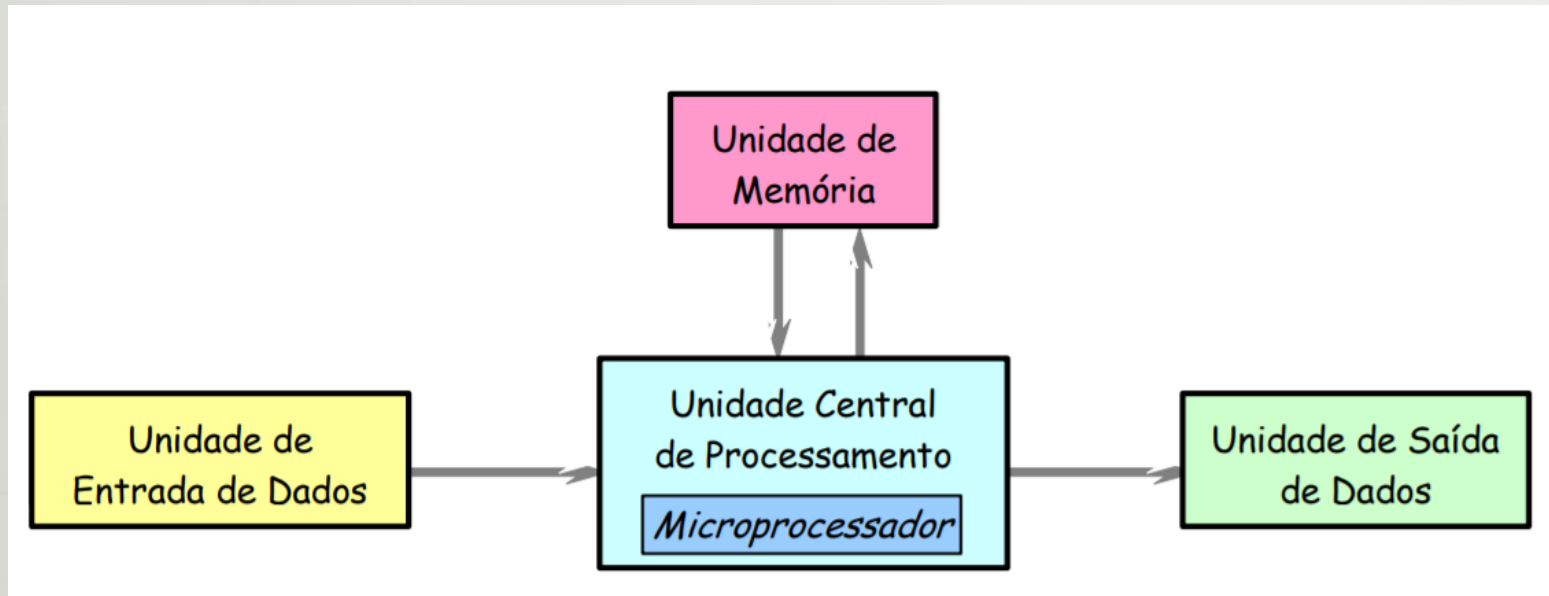 Unidade de
Memória
Unidade de
Entrada de Dados
Unidade Central
de Processamento
Microprocessador
Unidade de Saída
de Dados